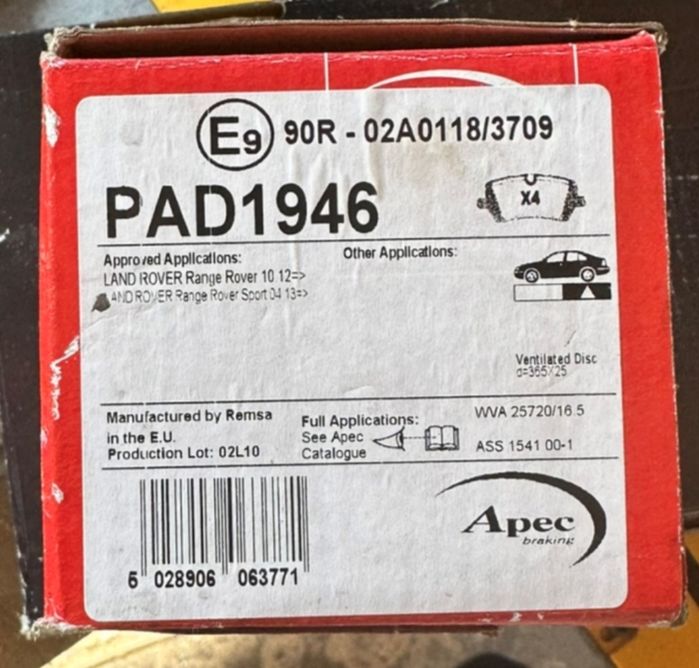 E9 90R - 02A0118/3709
PAD1946
X4
Approved Applications:
Other Applications:
LAND ROVER Range Rover 10 12=>
AND ROVER Range Rover Sport 04 13=>
Ventilated Disc
d=365X25
Manufactured by Remsa
in the E.U.
Production Lot: 02L10
Full Applications:
See Apec
Catalogue
WVA 25720/16.5
ASS 1541 00-1
Apec
braking
5 028906 063771